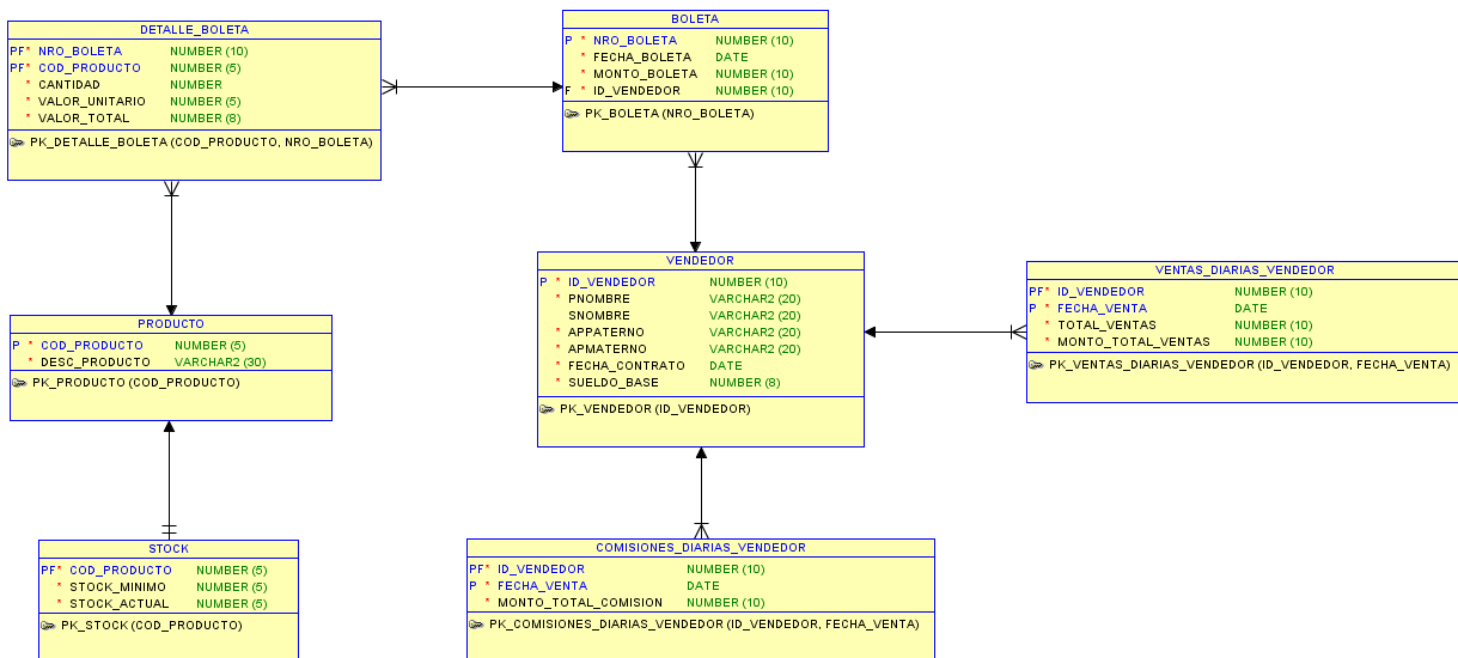 DETALLE_BOLETA
PF* NRO_BOLETA NUMBER (10)
PF* COD_PRODUCTO NUMBER (5)
* CANTIDAD NUMBER
* VALOR_UNITARIO NUMBER (5)
* VALOR_TOTAL NUMBER (8)
PK_DETALLE_BOLETA (COD_PRODUCTO, NRO_BOLETA)
BOLETA
P * NRO_BOLETA NUMBER (10)
* FECHA_BOLETA DATE
* MONTO_BOLETA NUMBER (10)
F * ID_VENDEDOR NUMBER (10)
PK_BOLETA (NRO_BOLETA)
VENDEDOR
P * ID_VENDEDOR NUMBER (10)
* PNOMBRE VARCHAR2 (20)
SNOMBRE VARCHAR2 (20)
* APPATERNO VARCHAR2 (20)
* APMATERNO VARCHAR2 (20)
* FECHA_CONTRATO DATE
* SUELDO_BASE NUMBER (8)
PK_VENDEDOR (ID_VENDEDOR)
VENTAS_DIARIAS_VENDEDOR
PF* ID_VENDEDOR NUMBER (10)
P * FECHA_VENTA DATE
* TOTAL_VENTAS NUMBER (10)
* MONTO_TOTAL_VENTAS NUMBER (10)
PK_VENTAS_DIARIAS_VENDEDOR (ID_VENDEDOR, FECHA_VENTA)
PRODUCTO
P * COD_PRODUCTO NUMBER (5)
* DESC_PRODUCTO VARCHAR2 (30)
PK_PRODUCTO (COD_PRODUCTO)
STOCK
PF* COD_PRODUCTO NUMBER (5)
* STOCK_MINIMO NUMBER (5)
* STOCK_ACTUAL NUMBER (5)
PK_STOCK (COD_PRODUCTO)
COMISIONES_DIARIAS_VENDEDOR
PF* ID_VENDEDOR NUMBER (10)
P * FECHA_VENTA DATE
* MONTO_TOTAL_COMISION NUMBER (10)
PK_COMISIONES_DIARIAS_VENDEDOR (ID_VENDEDOR, FECHA_VENTA)